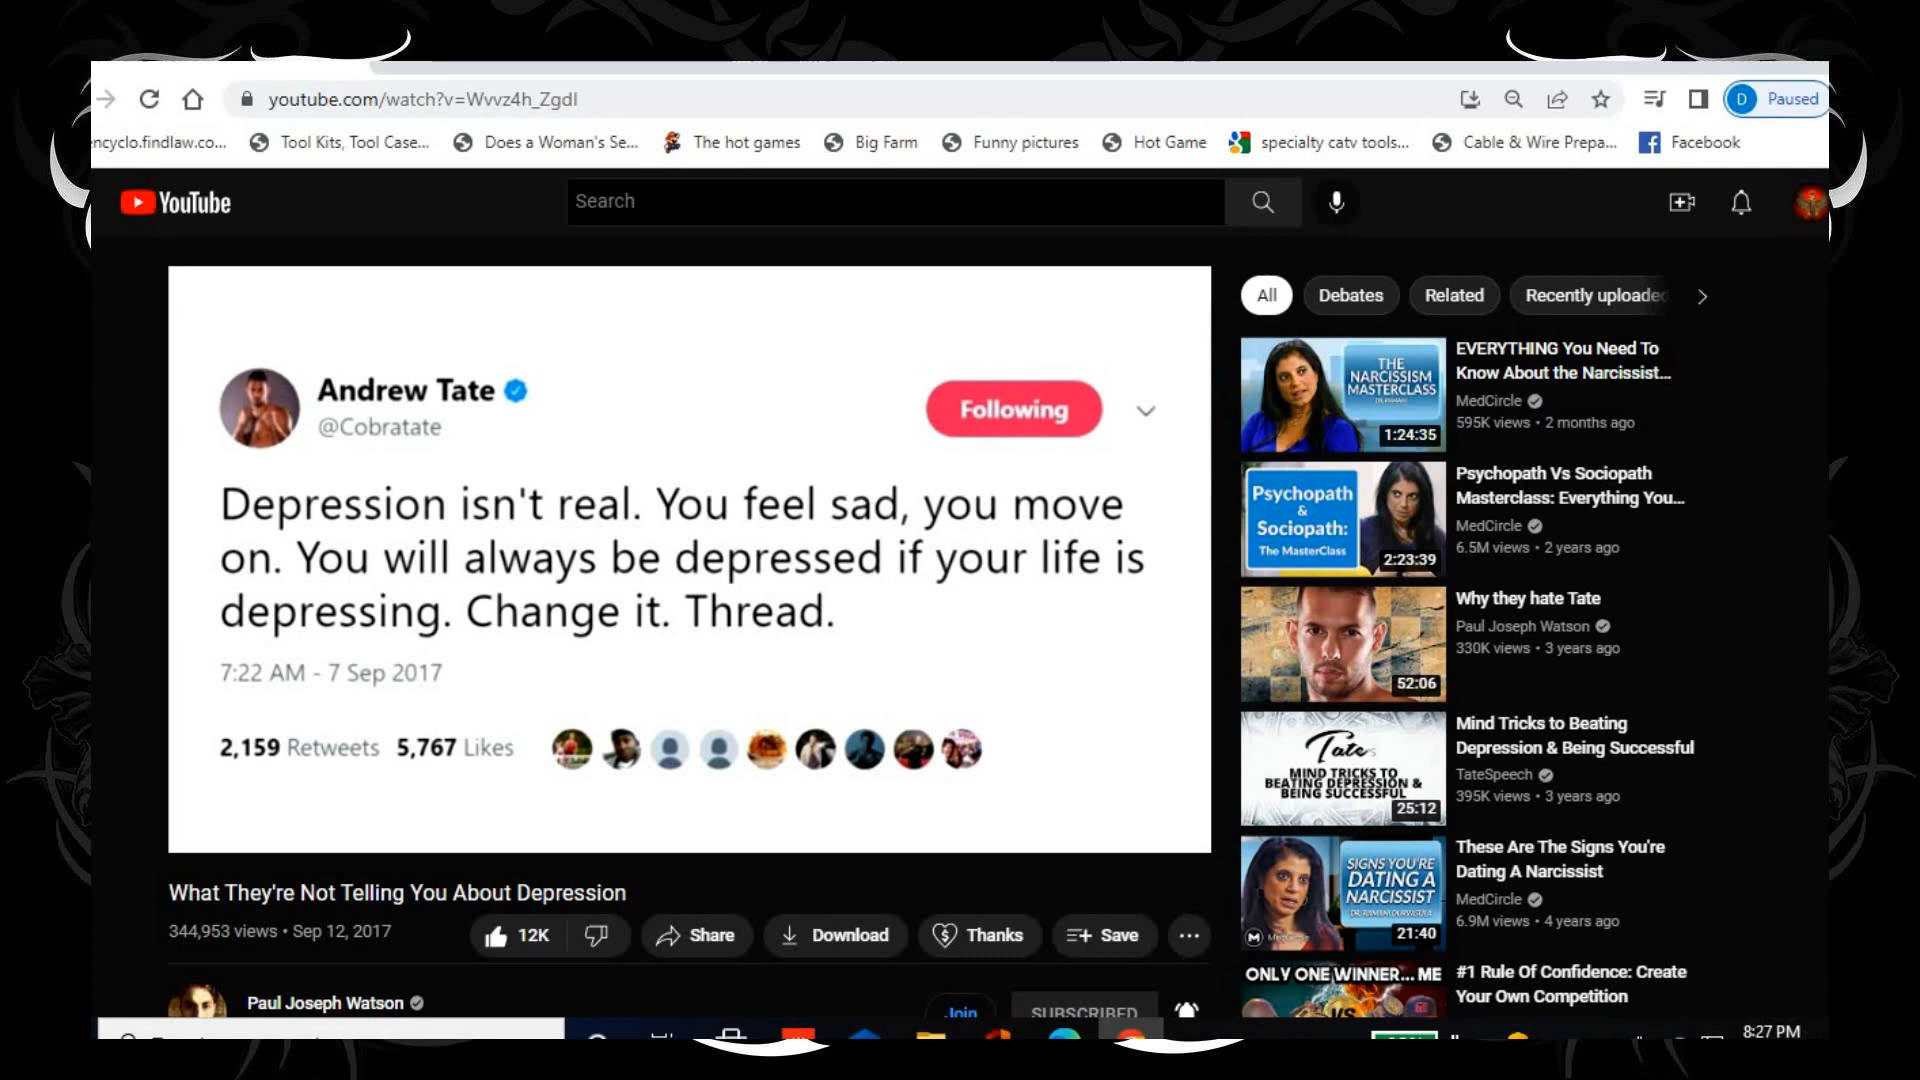 youtube.com/watch?v=Wvvz4h_ZgdI
Paused
encyclo.findlaw.co...
Tool Kits, Tool Case...
Does a Woman's Se...
The hot games
Big Farm
Funny pictures
Hot Game
specialty catv tools...
Cable & Wire Prepa...
Facebook
YouTube
Search
Andrew Tate
@Cobratate
Following
Depression isn't real. You feel sad, you move
on. You will always be depressed if your life is
depressing. Change it. Thread.
7:22 AM - 7 Sep 2017
2,159 Retweets 5,767 Likes
What They're Not Telling You About Depression
344,953 views • Sep 12, 2017
12K
Share
Download
Thanks
Save
Paul Joseph Watson
Join
SUBSCRIBED
All
Debates
Related
Recently uploaded
THE
NARCISSISM
MASTERCLASS
1:24:35
EVERYTHING You Need To
Know About the Narcissist...
MedCircle
595K views • 2 months ago
Psychopath
&
Sociopath:
The MasterClass
2:23:39
Psychopath Vs Sociopath
Masterclass: Everything You...
MedCircle
6.5M views • 2 years ago
52:06
Why they hate Tate
Paul Joseph Watson
330K views • 3 years ago
Tates
MIND TRICKS TO
BEATING DEPRESSION &
BEING SUCCESSFUL
25:12
Mind Tricks to Beating
Depression & Being Successful
TateSpeech
395K views • 3 years ago
SIGNS YOU'RE
DATING A
NARCISSIST
21:40
These Are The Signs You're
Dating A Narcissist
MedCircle
6.9M views • 4 years ago
ONLY ONE WINNER... ME
VS
#1 Rule Of Confidence: Create
Your Own Competition
8:27 PM